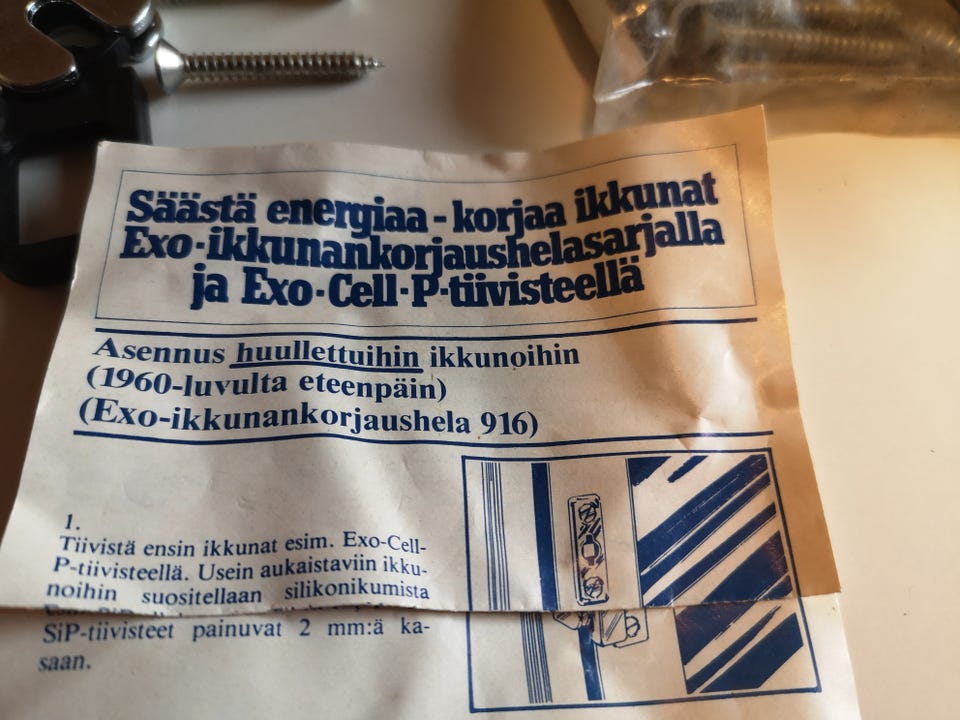 Säästä energiaa - korjaa ikkunat
Exo-ikkunankorjaushelasarjalla
ja Exo-Cell-P-tiivisteellä
Asennus huullettuihin ikkunoihin
(1960-luvulta eteenpäin)
(Exo-ikkunankorjaushela 916)
1.
Tiivistä ensin ikkunat esim. Exo-Cell-
P-tiivisteellä. Usein aukaistaviin ikku-
noihin suositellaan silikonikumista
SiP-tiivisteet painuvat 2 mm:ä ka-
saan.